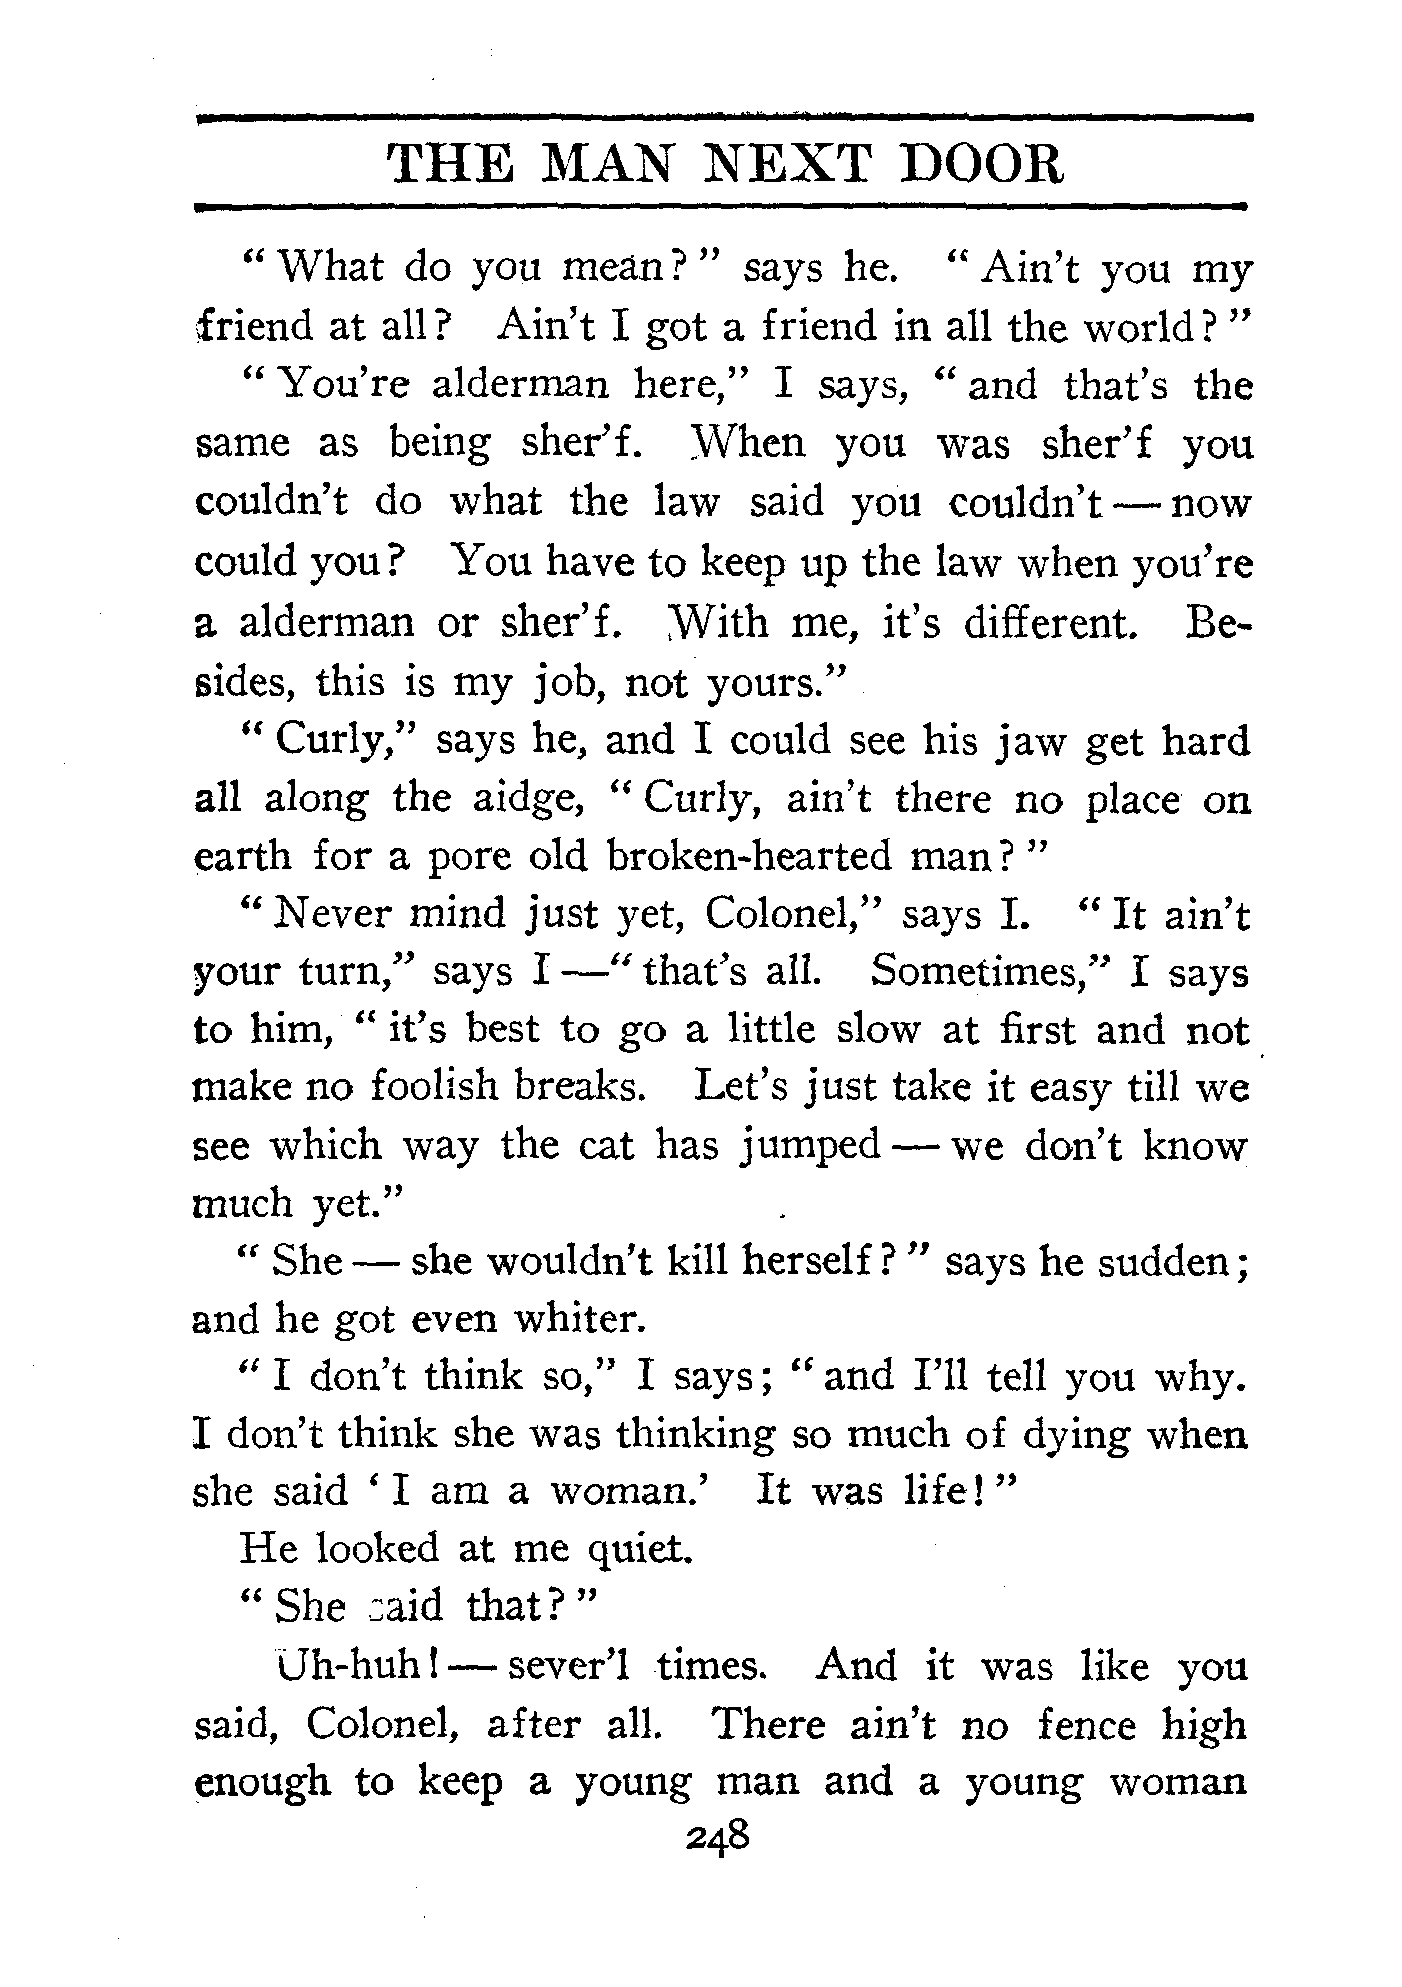 THE MAN NEXT DOOR
" What do you mean? " says he. " Ain't you my
friend at all? Ain't I got a friend in all the world? "
" You're alderman here," I says, " and that's the
same as being sher'f. When you was sher'f you
couldn't do what the law said you couldn't — now
could you? You have to keep up the law when you're
a alderman or sher'f. With me, it's different. Be-
sides, this is my job, not yours."
" Curly," says he, and I could see his jaw get hard
all along the aidge, " Curly, ain't there no place on
earth for a pore old broken-hearted man? "
" Never mind just yet, Colonel," says I. " It ain't
your turn," says I —" that's all. Sometimes," I says
to him, " it's best to go a little slow at first and not
make no foolish breaks. Let's just take it easy till we
see which way the cat has jumped — we don't know
much yet."
" She — she wouldn't kill herself? " says he sudden;
and he got even whiter.
" I don't think so," I says; " and I'll tell you why.
I don't think she was thinking so much of dying when
she said ' I am a woman.' It was life! "
He looked at me quiet.
" She said that? "
Uh-huh! — sever'l times. And it was like you
said, Colonel, after all. There ain't no fence high
enough to keep a young man and a young woman
248